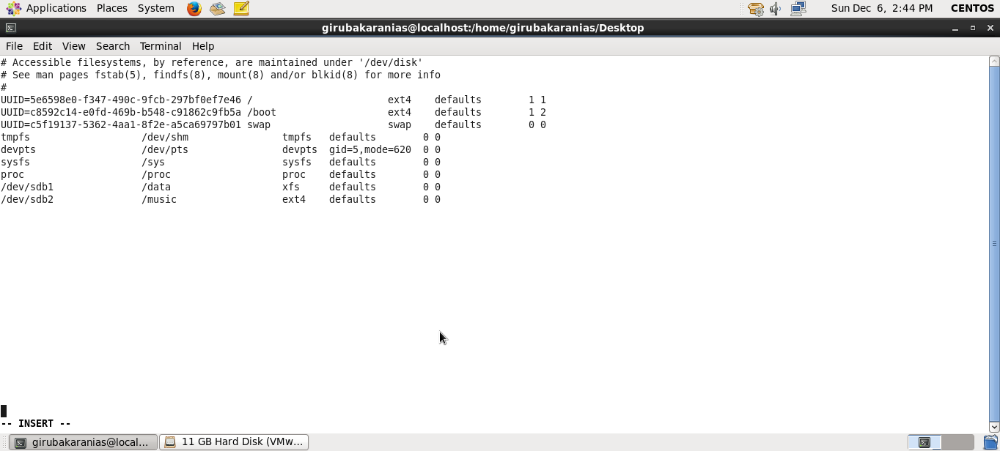 Applications Places System Sun Dec 6, 2:44 PM CENTOS
girubakaranias@localhost:/home/girubakaranias/Desktop
File Edit View Search Terminal Help
# Accessible filesystems, by reference, are maintained under '/dev/disk'
# See man pages fstab(5), findfs(8), mount(8) and/or blkid(8) for more info
#
UUID=5e6598e0-f347-490c-9fcb-297bf0ef7e46 / ext4 defaults 1 1
UUID=c8592c14-e0fd-469b-b548-c91862c9fb5a /boot ext4 defaults 1 2
UUID=c5f19137-5362-4aa1-8f2e-a5ca69797b01 swap swap defaults 0 0
tmpfs /dev/shm tmpfs defaults 0 0
devpts /dev/pts devpts gid=5,mode=620 0 0
sysfs /sys sysfs defaults 0 0
proc /proc proc defaults 0 0
/dev/sdb1 /data xfs defaults 0 0
/dev/sdb2 /music ext4 defaults 0 0
-- INSERT --
girubakaranias@local... 11 GB Hard Disk (VMw...